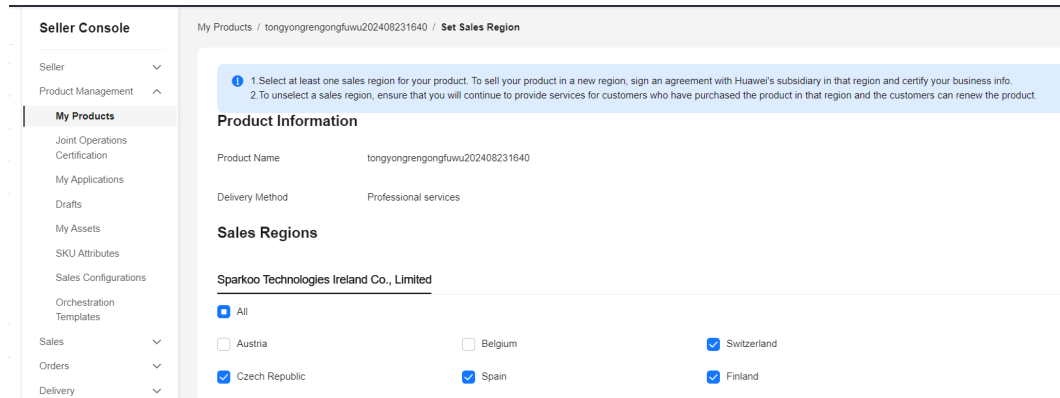 Seller Console
My Products / tongyongrengongfuwu202408231640 / Set Sales Region
Seller
Product Management
My Products
Joint Operations
Certification
My Applications
Drafts
My Assets
SKU Attributes
Sales Configurations
Orchestration
Templates
Sales
Orders
Delivery
1.Select at least one sales region for your product. To sell your product in a new region, sign an agreement with Huawei's subsidiary in that region and certify your business info.
2.To unselect a sales region, ensure that you will continue to provide services for customers who have purchased the product in that region and the customers can renew the product.
Product Information
Product Name tongyongrengongfuwu202408231640
Delivery Method Professional services
Sales Regions
Sparkoo Technologies Ireland Co., Limited
All
Austria Belgium Switzerland
Czech Republic Spain Finland